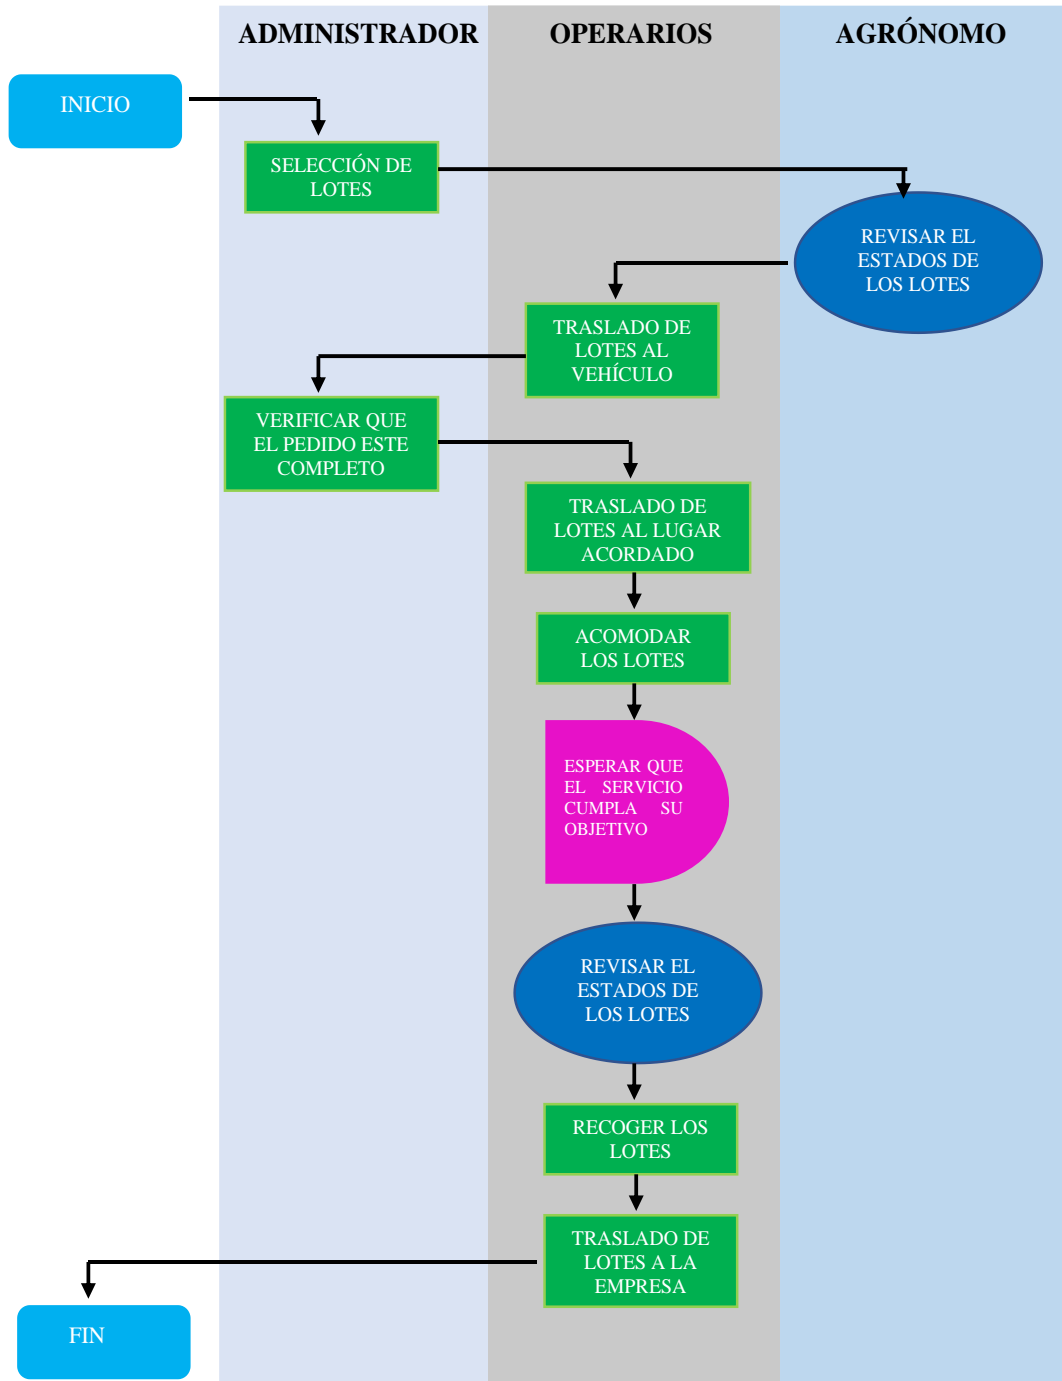 ADMINISTRADOR
OPERARIOS
AGRÓNOMO
INICIO
SELECCIÓN DE
LOTES
REVISAR EL
ESTADOS DE
LOS LOTES
TRASLADO DE
LOTES AL
VEHÍCULO
VERIFICAR QUE
EL PEDIDO ESTE
COMPLETO
TRASLADO DE
LOTES AL LUGAR
ACORDADO
ACOMODAR
LOS LOTES
ESPERAR QUE
EL SERVICIO
CUMPLA SU
OBJETIVO
REVISAR EL
ESTADOS DE
LOS LOTES
RECOGER LOS
LOTES
TRASLADO DE
LOTES A LA
EMPRESA
FIN